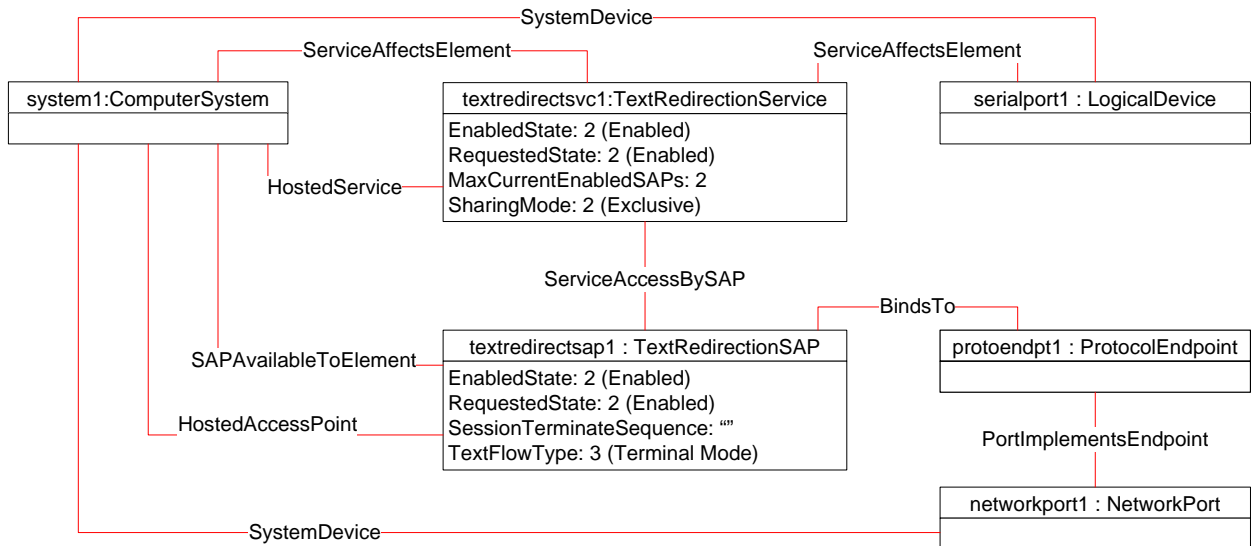 SystemDevice
ServiceAffectsElement
ServiceAffectsElement
system1:ComputerSystem
textredirectsvc1:TextRedirectionService
serialport1 : LogicalDevice
EnabledState: 2 (Enabled)
RequestedState: 2 (Enabled)
MaxCurrentEnabledSAPs: 2
SharingMode: 2 (Exclusive)
HostedService
ServiceAccessBySAP
BindsTo
textredirectsap1 : TextRedirectionSAP
protoendpt1 : ProtocolEndpoint
SAPAvailableToElement
EnabledState: 2 (Enabled)
RequestedState: 2 (Enabled)
SessionTerminateSequence: “”
TextFlowType: 3 (Terminal Mode)
HostedAccessPoint
PortImplementsEndpoint
networkport1 : NetworkPort
SystemDevice